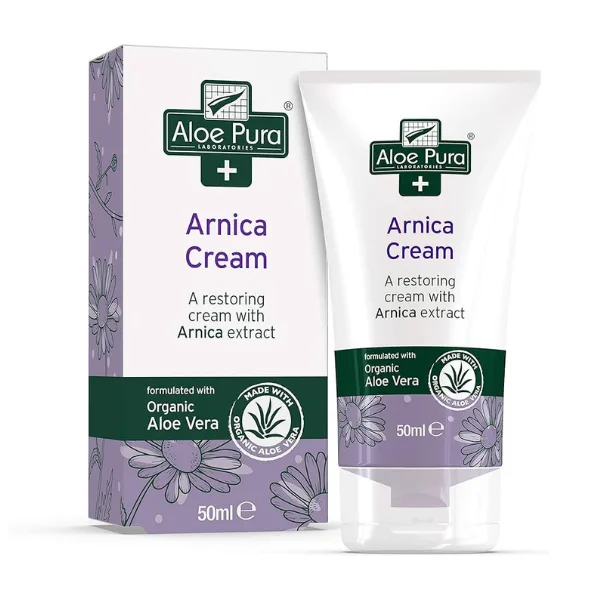 Aloe Pura
LABORATORIES
®
Arnica
Cream
A restoring
cream with
Arnica extract
formulated with
Organic
Aloe Vera
MADE WITH
ORGANIC ALOE VERA
50ml ℮
Aloe Pura
LABORATORIES
®
Arnica
Cream
A restoring
cream with
Arnica extract
formulated with
Organic
Aloe Vera
MADE WITH
ORGANIC ALOE VERA
50ml ℮